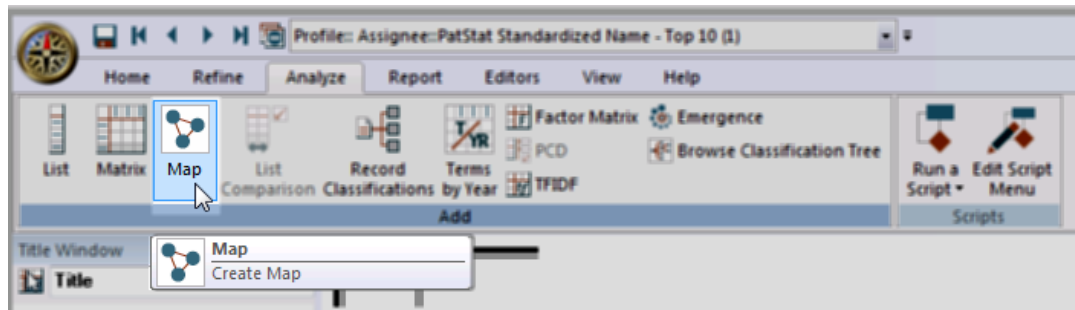 Profile:: Assignee::PatStat Standardized Name - Top 10 (1)
Home Refine Analyze Report Editors View Help
List
Matrix
Map
List
Comparison
Record
Classifications
Terms
by Year
Factor Matrix
PCD
TFIDF
Emergence
Browse Classification Tree
Run a
Script
Edit Script
Menu
Add
Scripts
Title Window
Title
Map
Create Map